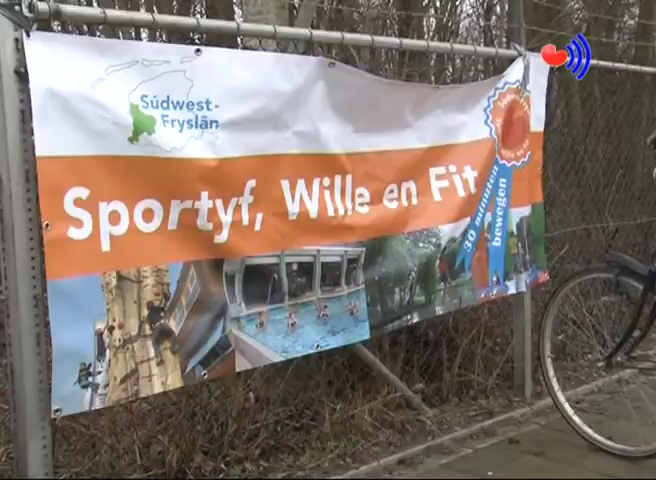 Súdwest-
Fryslân
Sportyf, Wille en Fit
30 minuten
bewegen